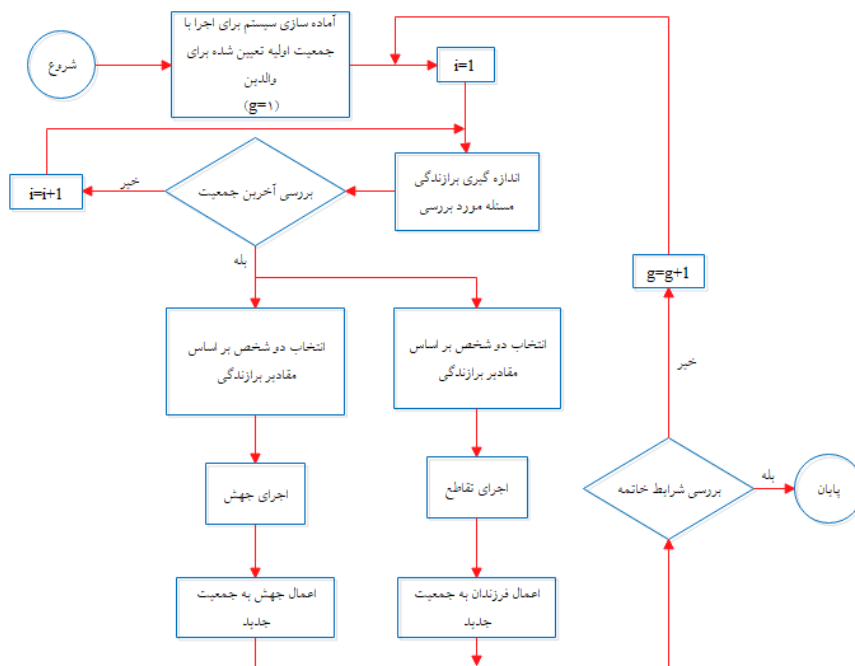 شروع
آماده سازی سیستم برای اجرا با
جمعیت اولیه تعیین شده برای
والدین
(g=۱)
i=1
اندازه گیری برازندگی
مسئله مورد بررسی
بررسی آخرین جمعیت
خیر
i=i+1
بله
انتخاب دو شخص بر اساس
مقادیر برازندگی
انتخاب دو شخص بر اساس
مقادیر برازندگی
اجرای جهش
اجرای تقاطع
اعمال جهش به جمعیت
جدید
اعمال فرزندان به جمعیت
جدید
g=g+1
خیر
بررسی شرایط خاتمه
بله
پایان